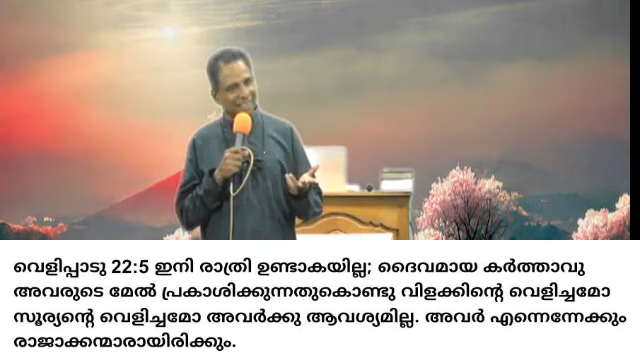 വെളിപ്പാടു 22:5 ഇനി രാത്രി ഉണ്ടാകയില്ല; ദൈവമായ കർത്താവു
അവരുടെ മേൽ പ്രകാശിക്കുന്നതുകൊണ്ടു വിളക്കിന്റെ വെളിച്ചമോ
സൂര്യന്റെ വെളിച്ചമോ അവർക്കു ആവശ്യമില്ല. അവർ എന്നെന്നേക്കും
രാജാക്കന്മാരായിരിക്കും.